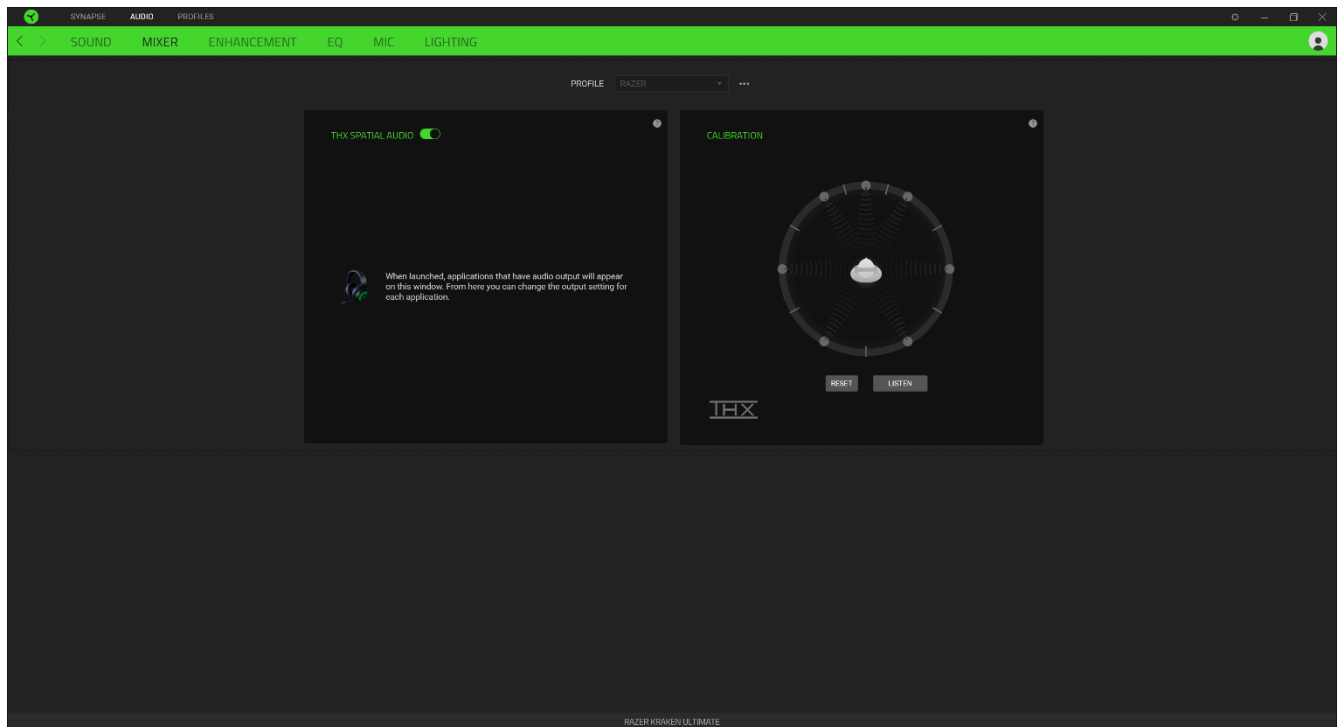 SYNAPSE AUDIO PROFILES
SOUND MIXER ENHANCEMENT EQ MIC LIGHTING
PROFILE RAZER
THX SPATIAL AUDIO
?
When launched, applications that have audio output will appear
on this window. From here you can change the output setting for
each application.
CALIBRATION
?
RESET LISTEN
THX
RAZER KRAKEN ULTIMATE